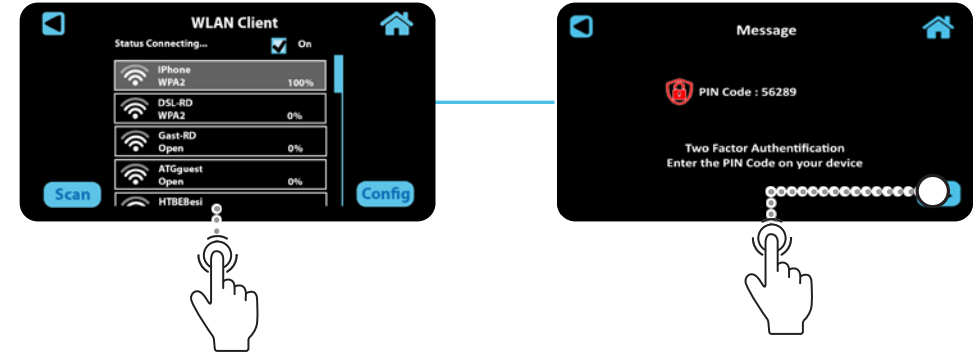 WLAN Client
Status Connecting...
On
IPhone
WPA2
100%
DSL-RD
WPA2
0%
Gast-RD
Open
0%
ATGguest
Open
0%
HTBEBesi
Scan
Config
Message
PIN Code : 56289
Two Factor Authentification
Enter the PIN Code on your device